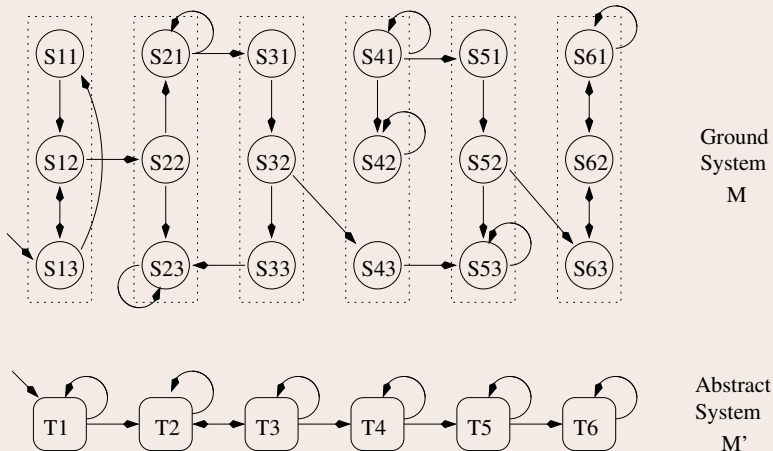 S11 S21 S31 S41 S51 S61
S12 S22 S32 S42 S52 S62
S13 S23 S33 S43 S53 S63
Ground
System
M
T1 T2 T3 T4 T5 T6
Abstract
System
M'